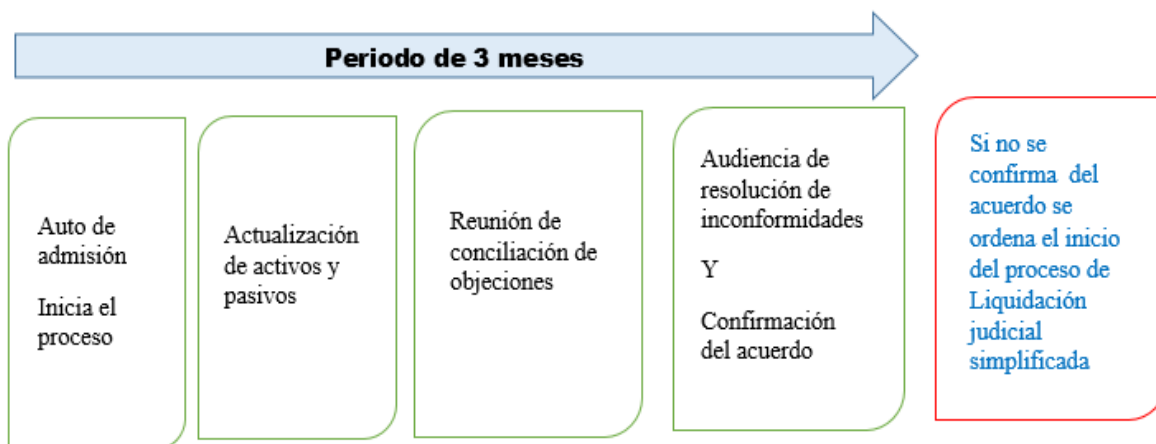 Periodo de 3 meses
Auto de
admisión
Inicia el
proceso
Actualización
de activos y
pasivos
Reunión de
conciliación de
objeciones
Audiencia de
resolución de
inconformidades
Y
Confirmación
del acuerdo
Si no se
confirma del
acuerdo se
ordena el inicio
del proceso de
Liquidación
judicial
simplificada